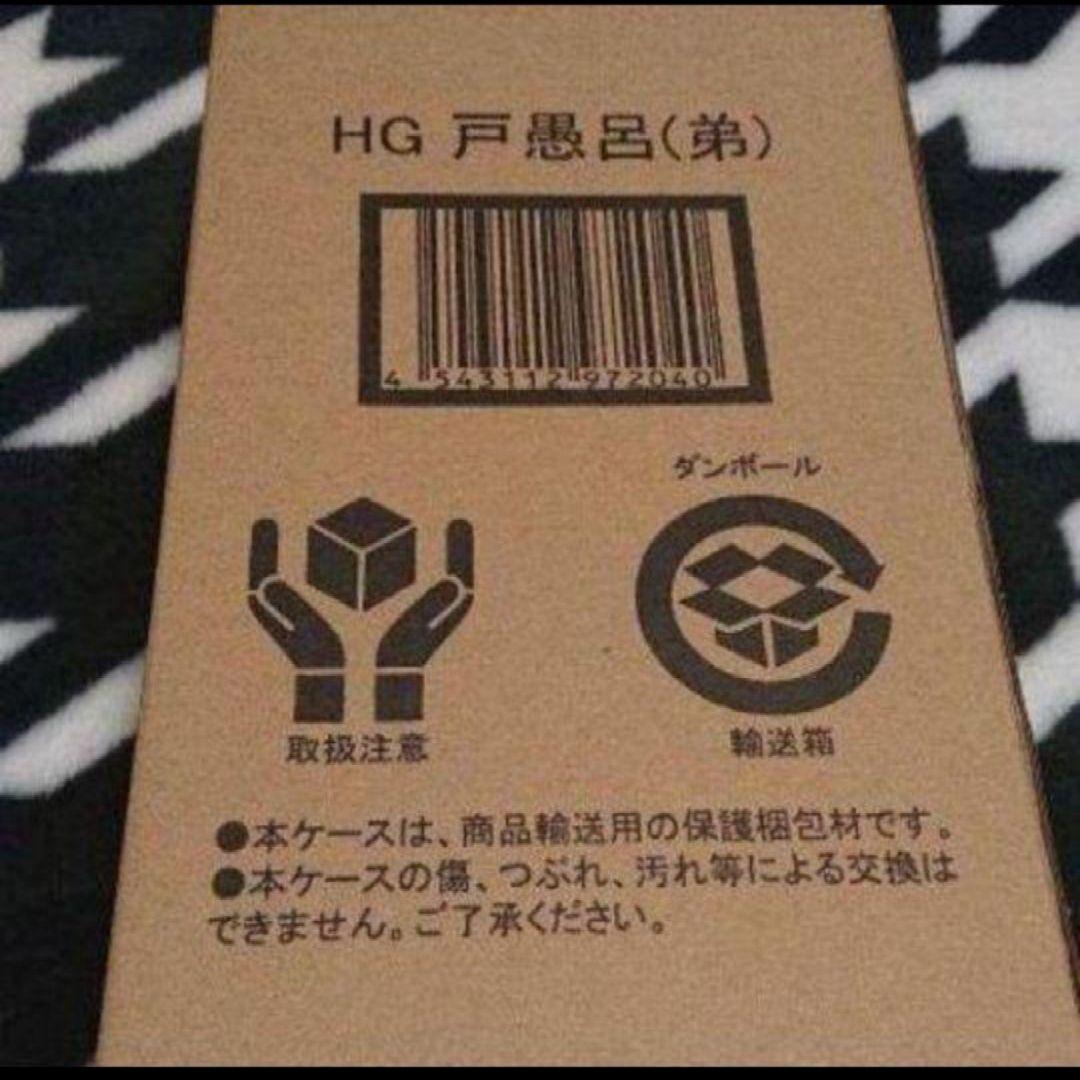 HG 戸愚呂(弟)
4 543112 972040
ダンボール
取扱注意
輸送箱
●本ケースは、商品輸送用の保護梱包材です。
●本ケースの傷、つぶれ、汚れ等による交換は
できません。ご了承ください。